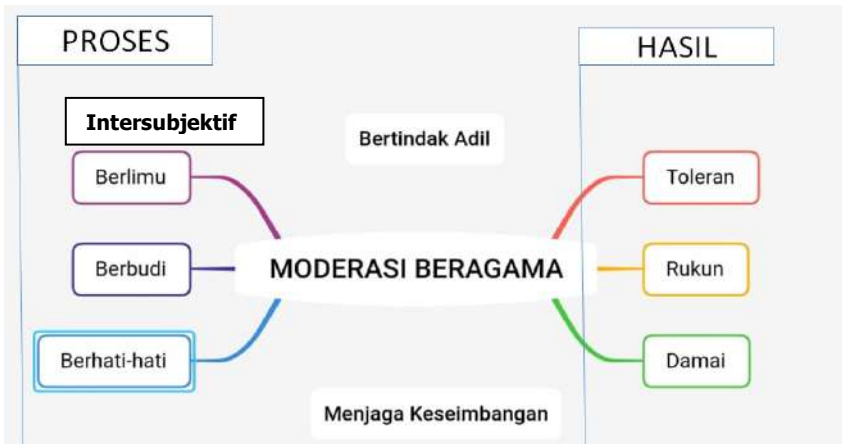 PROSES
HASIL
Intersubjektif
Bertindak Adil
Berlimu
Toleran
Berbudi
MODERASI BERAGAMA
Rukun
Berhati-hati
Damai
Menjaga Keseimbangan